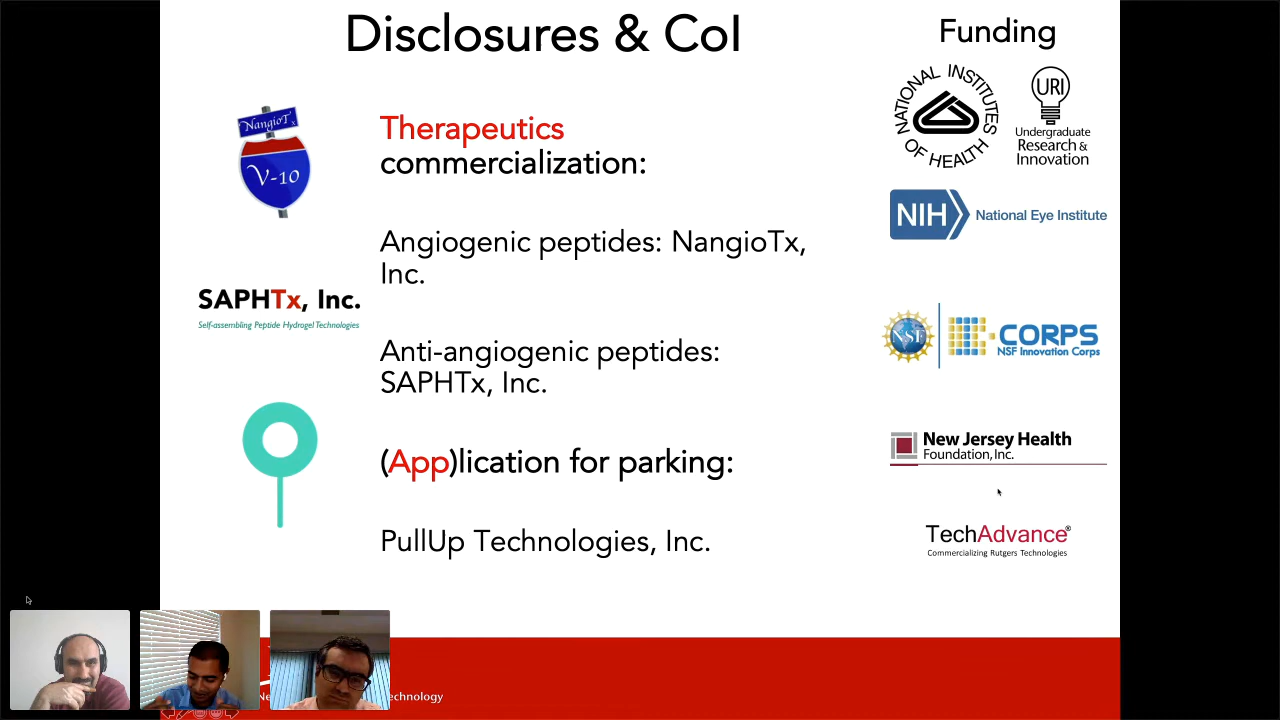 Disclosures & CoI
Funding
NATIONAL INSTITUTES OF HEALTH
URI
Undergraduate
Research &
Innovation
NangioTx
V-10
Therapeutics
commercialization:
NIH National Eye Institute
Angiogenic peptides: NangioTx,
Inc.
SAPHTx, Inc.
Self-assembling Peptide Hydrogel Technologies
NSF
CORPS
NSF Innovation Corps
Anti-angiogenic peptides:
SAPHTx, Inc.
(App)lication for parking:
New Jersey Health
Foundation, Inc.
PullUp Technologies, Inc.
TechAdvance®
Commercializing Rutgers Technologies